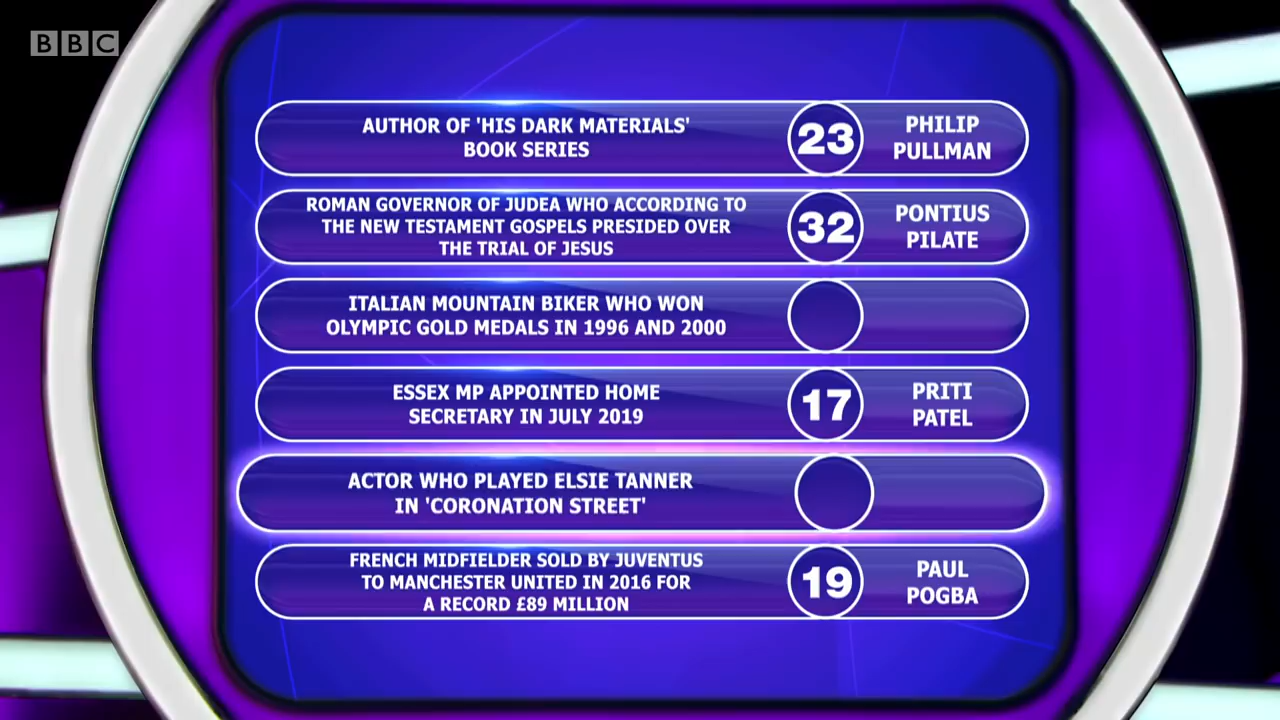 BBC
AUTHOR OF 'HIS DARK MATERIALS'
BOOK SERIES
23
PHILIP
PULLMAN
ROMAN GOVERNOR OF JUDEA WHO ACCORDING TO
THE NEW TESTAMENT GOSPELS PRESIDED OVER
THE TRIAL OF JESUS
32
PONTIUS
PILATE
ITALIAN MOUNTAIN BIKER WHO WON
OLYMPIC GOLD MEDALS IN 1996 AND 2000
ESSEX MP APPOINTED HOME
SECRETARY IN JULY 2019
17
PRITI
PATEL
ACTOR WHO PLAYED ELSIE TANNER
IN 'CORONATION STREET'
FRENCH MIDFIELDER SOLD BY JUVENTUS
TO MANCHESTER UNITED IN 2016 FOR
A RECORD £89 MILLION
19
PAUL
POGBA